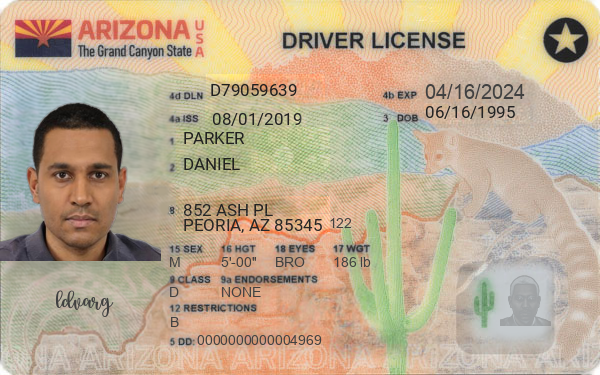 ARIZONA USA
The Grand Canyon State
DRIVER LICENSE
4d DLN D79059639
4b EXP 04/16/2024
4a ISS 08/01/2019
3 DOB 06/16/1995
1 PARKER
2 DANIEL
8 852 ASH PL
PEORIA, AZ 85345 122
15 SEX 16 HGT 18 EYES 17 WGT
M 5'-00" BRO 186 lb
9 CLASS 9a ENDORSEMENTS
D NONE
12 RESTRICTIONS
B
5 DD: 0000000000004969
ldvarg
ARIZONA ARIZONA ARIZONA ARIZONA